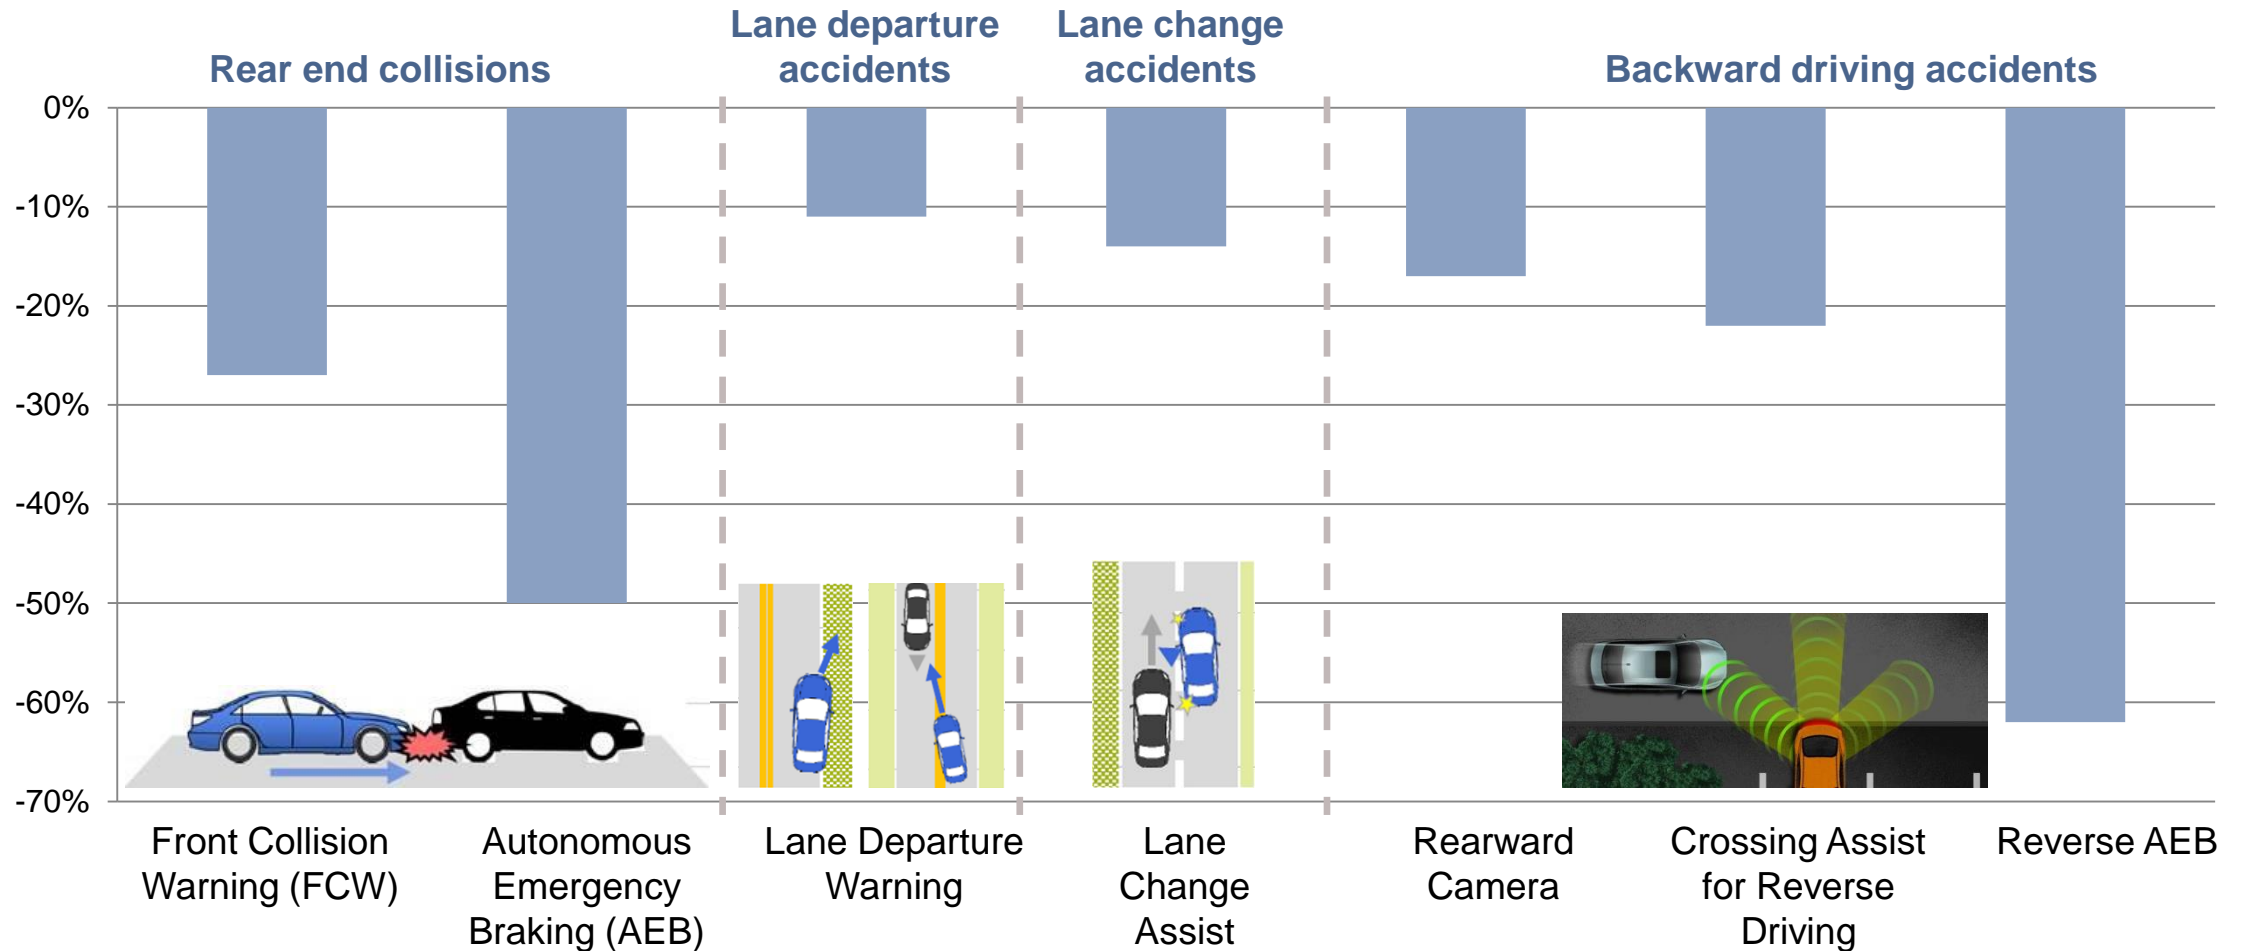 Lane departure
accidents
Lane change
accidents
Rear end collisions
Backward driving accidents
0%
-10%
-20%
-30%
-40%
-50%
-60%
-70%
Front Collision
Warning (FCW)
Autonomous
Emergency
Braking (AEB)
Lane Departure
Warning
Lane
Change
Assist
Rearward
Camera
Crossing Assist
for Reverse
Driving
Reverse AEB